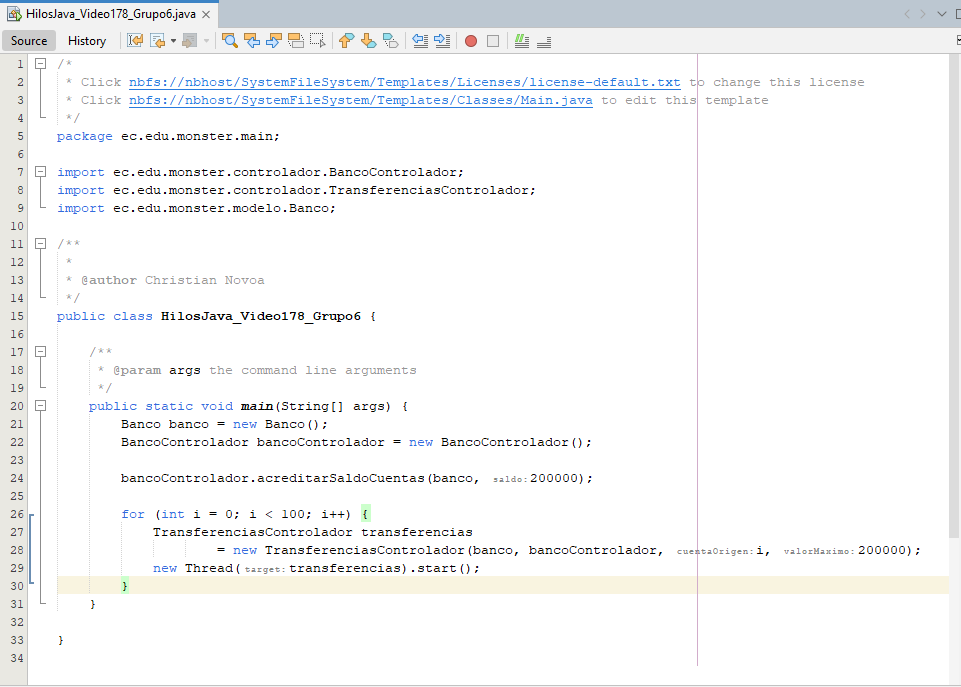 HilosJava_Video178_Grupo6.java
Source History
1 /*
2 * Click nbfs://nbhost/SystemFileSystem/Templates/Licenses/license-default.txt to change this license
3 * Click nbfs://nbhost/SystemFileSystem/Templates/Classes/Main.java to edit this template
4 */
5 package ec.edu.monster.main;
6
7 import ec.edu.monster.controlador.BancoControlador;
8 import ec.edu.monster.controlador.TransferenciasControlador;
9 import ec.edu.monster.modelo.Banco;
10
11 /**
12 *
13 * @author Christian Novoa
14 */
15 public class HilosJava_Video178_Grupo6 {
16
17 /**
18 * @param args the command line arguments
19 */
20 public static void main(String[] args) {
21 Banco banco = new Banco();
22 BancoControlador bancoControlador = new BancoControlador();
23
24 bancoControlador.acreditarSaldoCuentas(banco, saldo: 200000);
25
26 for (int i = 0; i < 100; i++) {
27 TransferenciasControlador transferencias
28 = new TransferenciasControlador(banco, bancoControlador, cuentaOrigen: i, valorMaximo: 200000);
29 new Thread( target: transferencias).start();
30 }
31 }
32
33 }
34